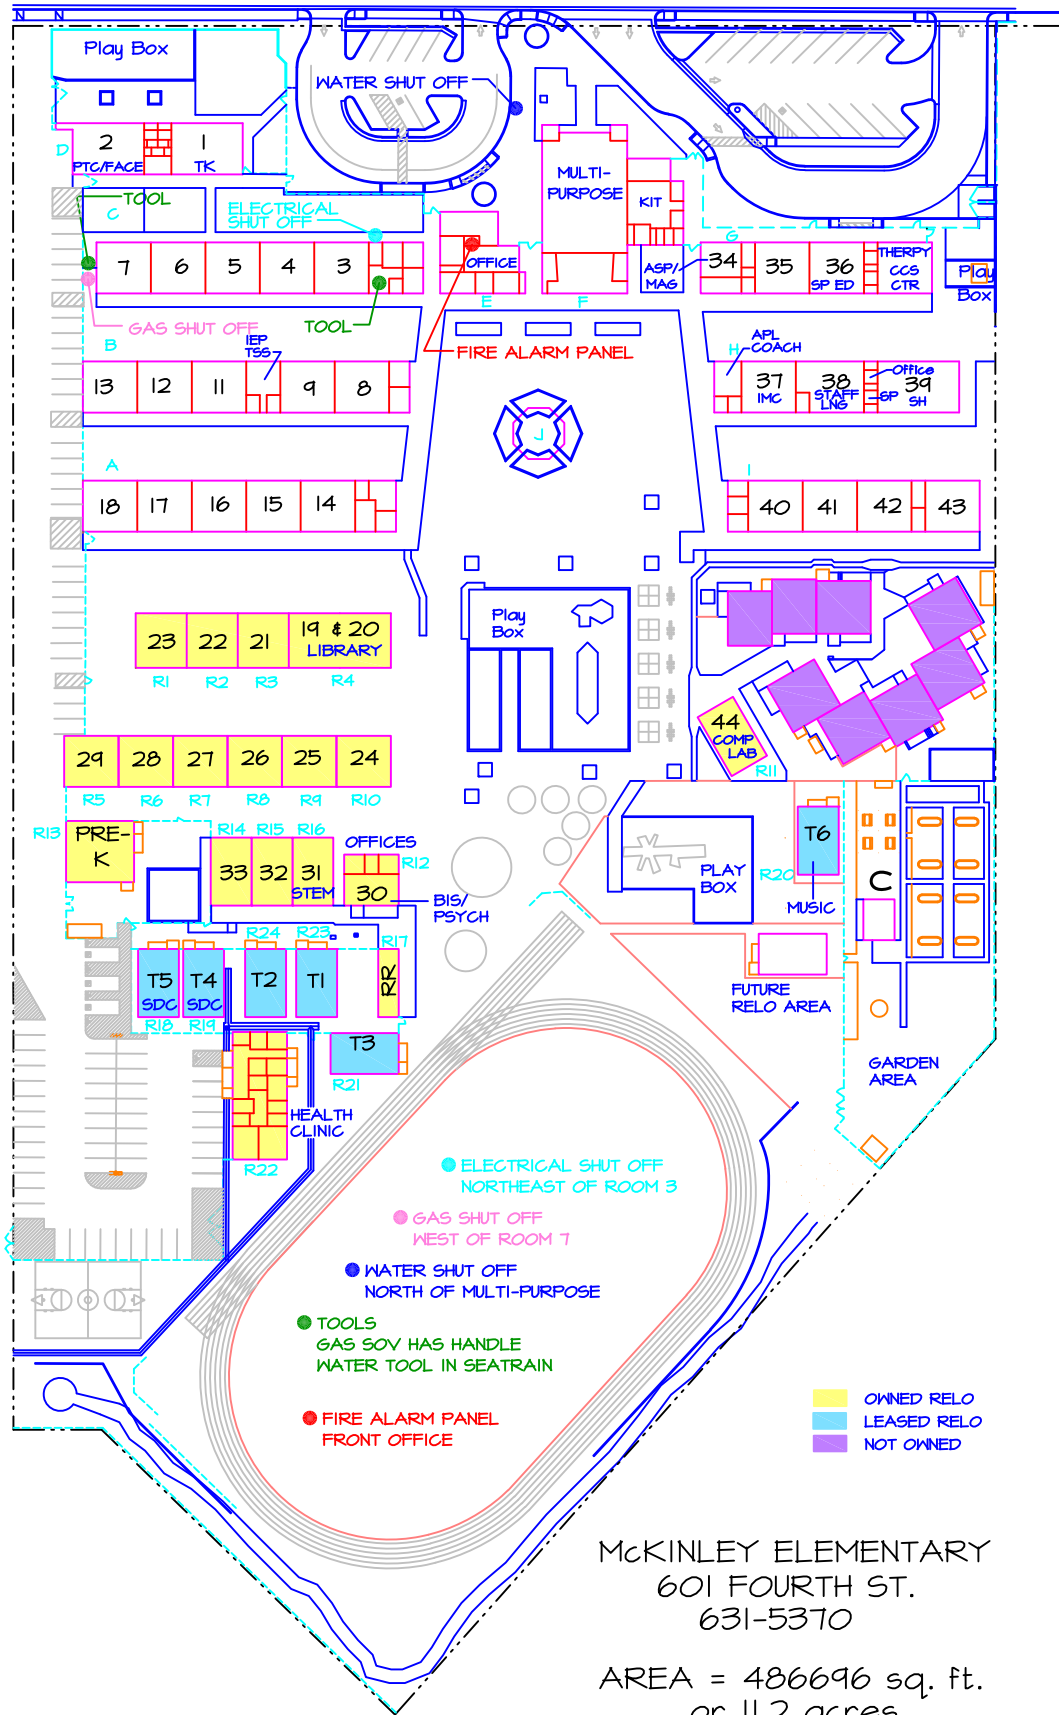 N N
Play Box
WATER SHUT OFF
D
2
PTC/FACE
1
TK
TOOL
C
ELECTRICAL
SHUT OFF
MULTI-
PURPOSE
KIT
OFFICE
E
F
G
ASP/
MAG
34
35
36
SP ED
THERPY
CCS
CTR
Play
Box
7
6
5
4
3
GAS SHUT OFF
TOOL
FIRE ALARM PANEL
B
IEP
TSS
13
12
11
9
8
H
APL
COACH
37
IMC
38
STAFF
LNG
Office
SP
39
SH
J
A
18
17
16
15
14
I
40
41
42
43
23
22
21
19 & 20
LIBRARY
R1
R2
R3
R4
Play
Box
44
COMP
LAB
R11
29
28
27
26
25
24
R5
R6
R7
R8
R9
R10
R13
PRE-
K
R14
R15
R16
33
32
31
STEM
OFFICES
R12
30
BIS/
PSYCH
PLAY
BOX
T6
R20
MUSIC
C
R24
R23
R17
T5
SDC
T4
SDC
T2
T1
RR
R18
R19
T3
R21
FUTURE
RELO AREA
GARDEN
AREA
HEALTH
CLINIC
R22
ELECTRICAL SHUT OFF
NORTHEAST OF ROOM 3
GAS SHUT OFF
WEST OF ROOM 7
WATER SHUT OFF
NORTH OF MULTI-PURPOSE
TOOLS
GAS SOV HAS HANDLE
WATER TOOL IN SEATRAIN
FIRE ALARM PANEL
FRONT OFFICE
OWNED RELO
LEASED RELO
NOT OWNED
McKINLEY ELEMENTARY
601 FOURTH ST.
631-5370
AREA = 486696 sq. ft.
or 11.2 acres